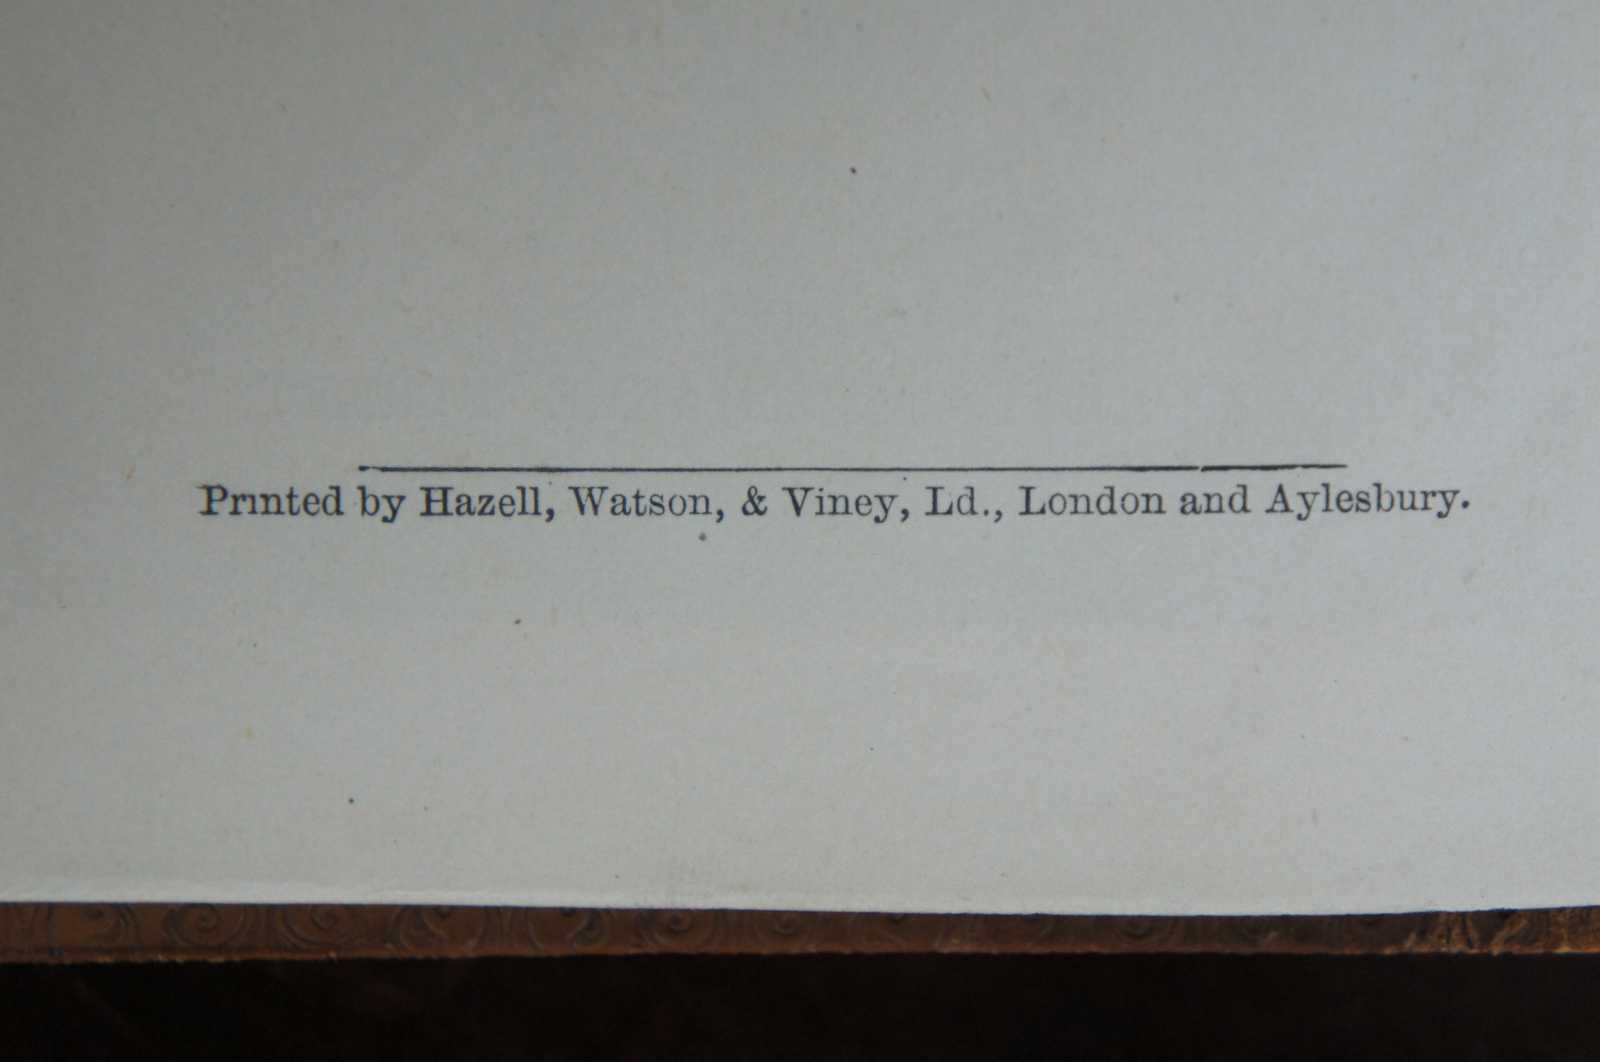 Printed by Hazell, Watson, & Viney, Ld., London and Aylesbury.